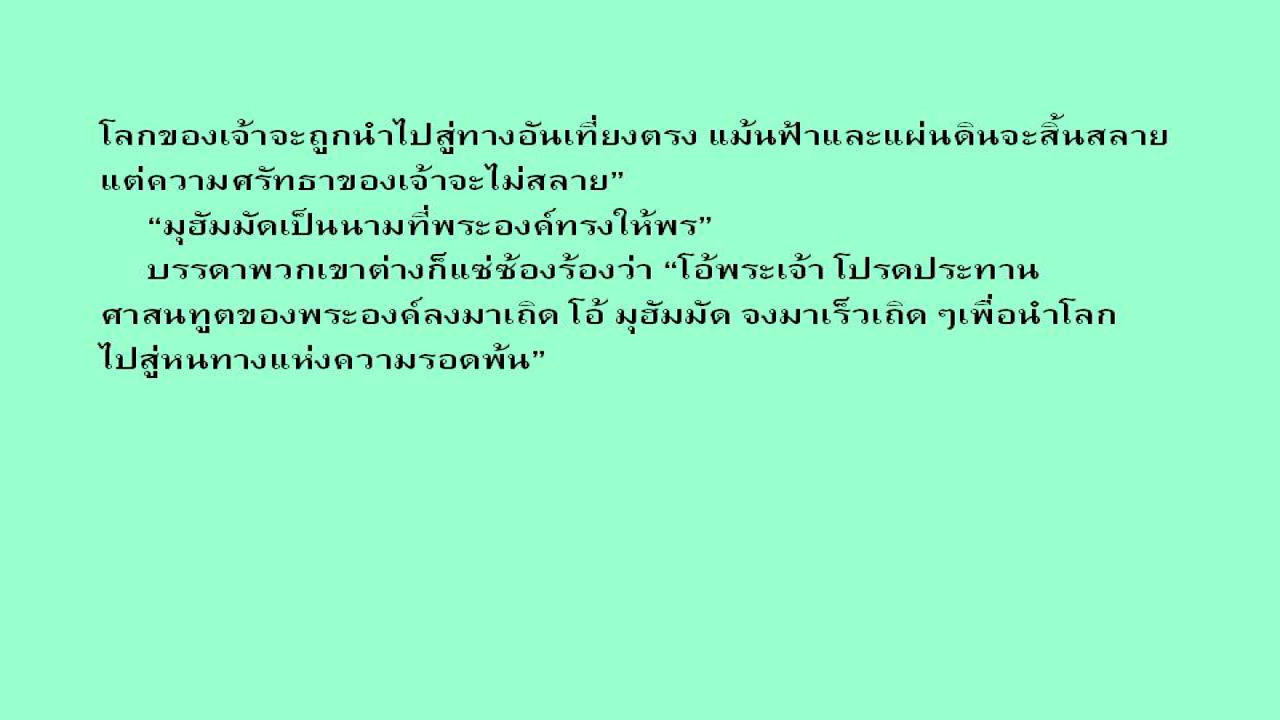 โลกของเจ้าจะถูกนำไปสู่ทางอันเที่ยงตรง แม้นฟ้าและแผ่นดินจะสิ้นสลาย
แต่ความศรัทธาของเจ้าจะไม่สลาย”
“มุฮัมมัดเป็นนามที่พระองค์ทรงให้พร”
บรรดาพวกเขาต่างก็แซ่ซ้องร้องว่า “โอ้พระเจ้า โปรดประทาน
ศาสนทูตของพระองค์ลงมาเถิด โอ้ มุฮัมมัด จงมาเร็วเถิด ๆเพื่อนำโลก
ไปสู่หนทางแห่งความรอดพ้น”